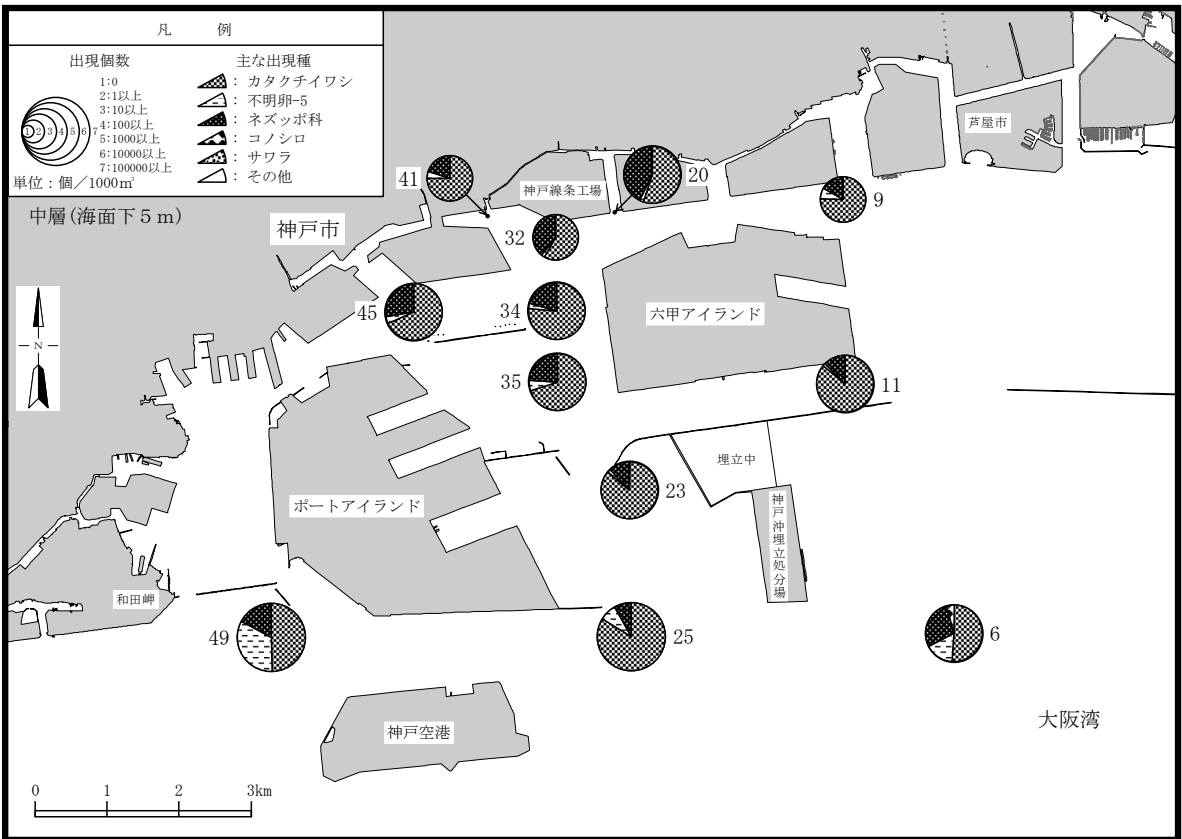 凡　例
出現個数
1:0
2:1以上
3:10以上
4:100以上
5:1000以上
6:10000以上
7:100000以上
1 2 3 4 5 6 7
単位：個/1000㎥
主な出現種
：カタクチイワシ
：不明卵-5
：ネズッポ科
：コノシロ
：サワラ
：その他
中層(海面下５ｍ)
芦屋市
41
神戸線条工場
20
9
神戸市
32
45
34
六甲アイランド
N
35
11
埋立中
23
ポートアイランド
神戸沖埋立処分場
和田岬
49
25
6
大阪湾
神戸空港
0 1 2 3km